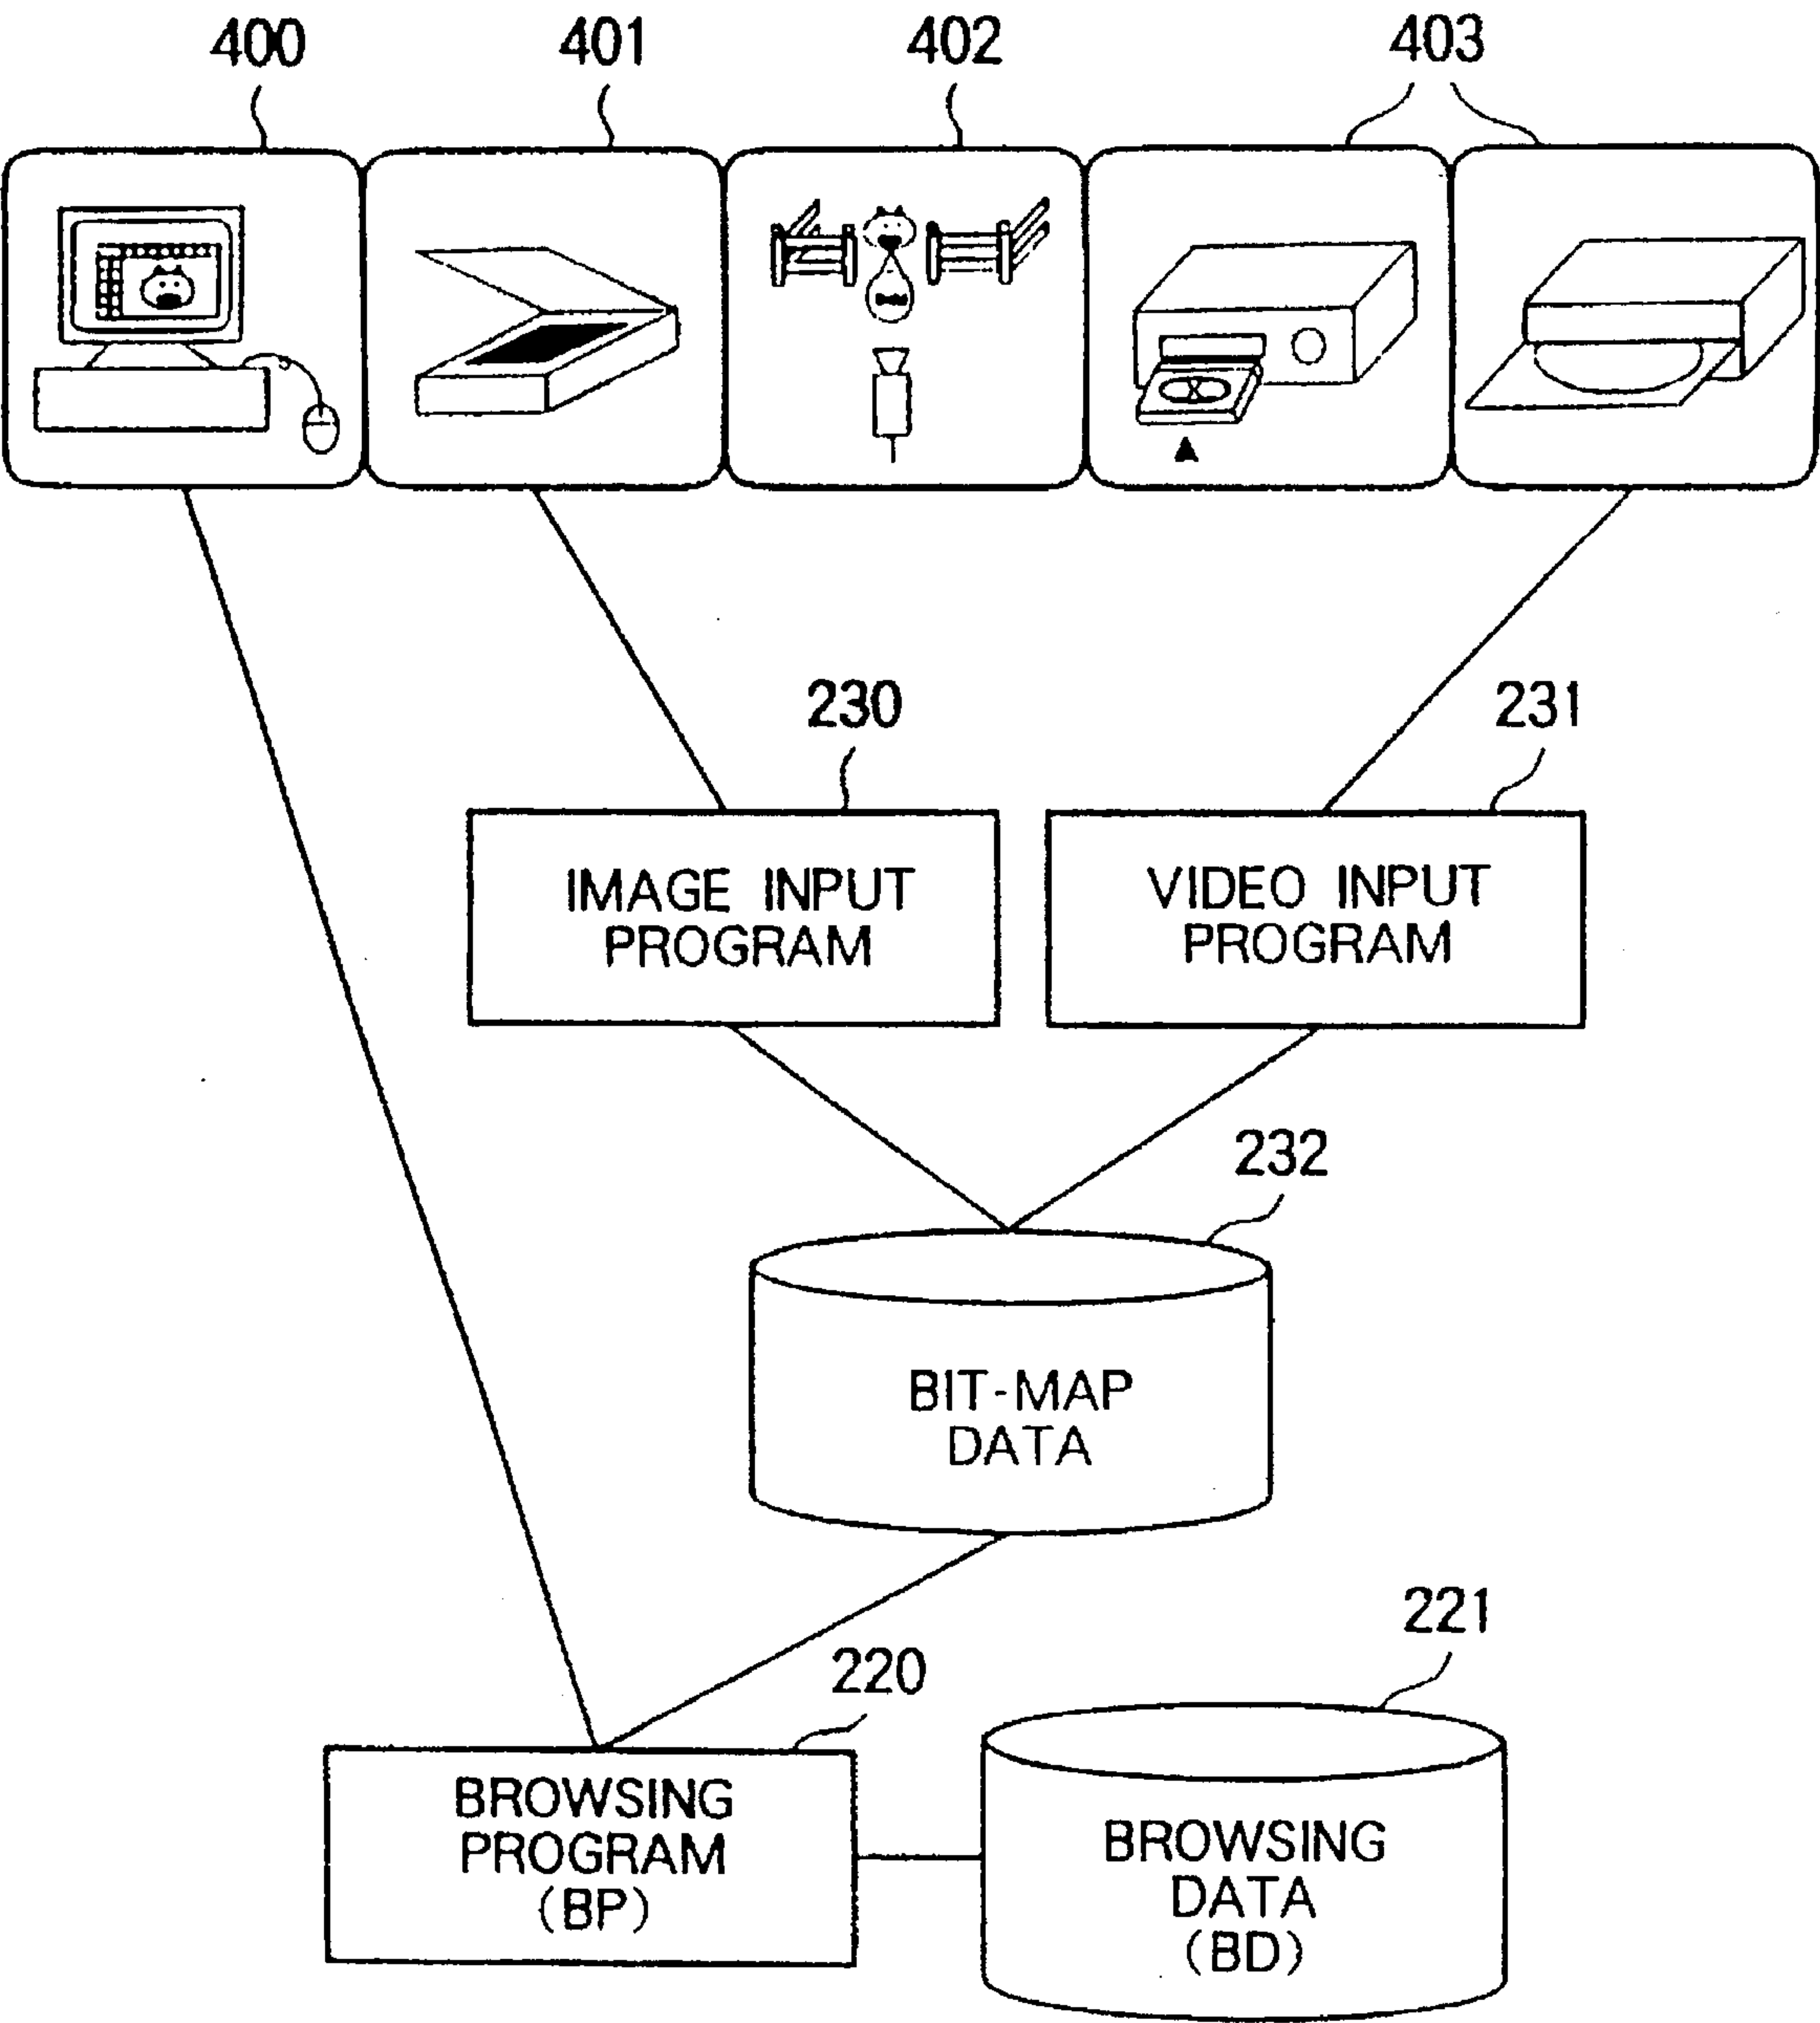 400
401
402
403
230
231
IMAGE INPUT
PROGRAM
VIDEO INPUT
PROGRAM
232
BIT-MAP
DATA
220
221
BROWSING
PROGRAM
(BP)
BROWSING
DATA
(BD)